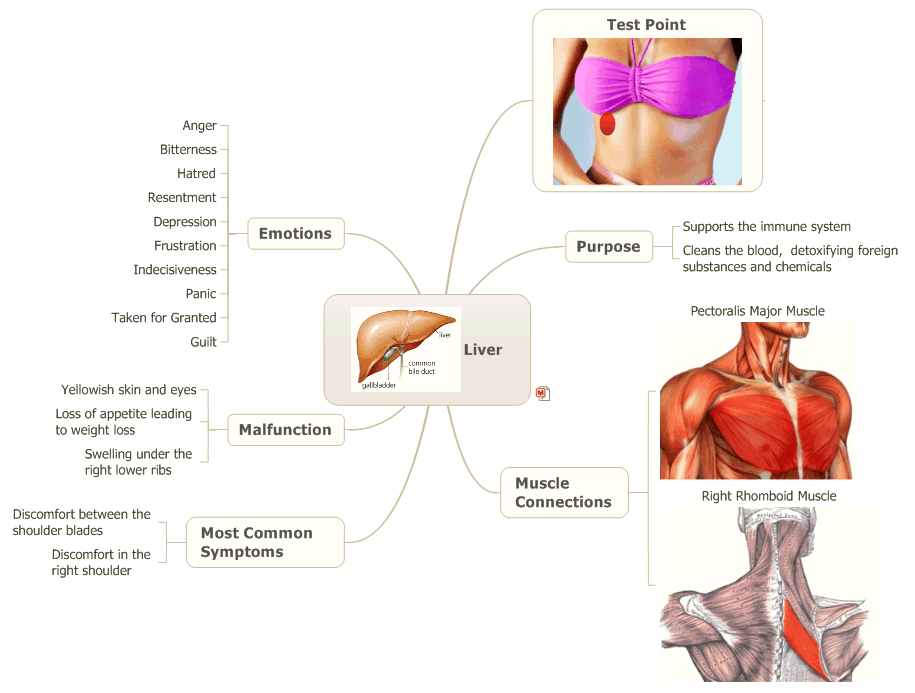 Test Point
Anger
Bitterness
Hatred
Resentment
Depression
Frustration
Indecisiveness
Panic
Taken for Granted
Guilt
Emotions
Purpose
Supports the immune system
Cleans the blood, detoxifying foreign
substances and chemicals
liver
common
bile duct
gallbladder
Liver
M
Yellowish skin and eyes
Loss of appetite leading
to weight loss
Swelling under the
right lower ribs
Malfunction
Pectoralis Major Muscle
Muscle
Connections
Right Rhomboid Muscle
Discomfort between the
shoulder blades
Discomfort in the
right shoulder
Most Common
Symptoms